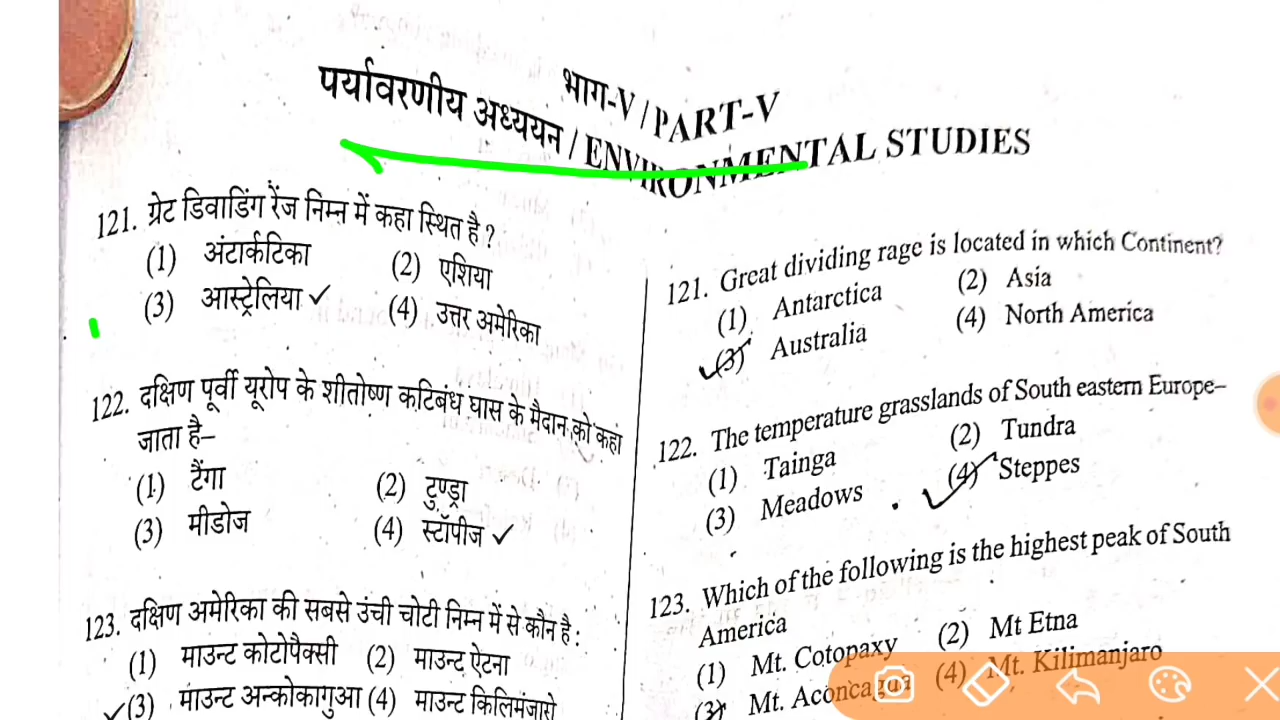 भाग-V / PART-V
पर्यावरणीय अध्ययन / ENVIRONMENTAL STUDIES
121. ग्रेट डिवाडिंग रेंज निम्न में कहा स्थित है ?
(1) अंटार्कटिका (2) एशिया
(3) आस्ट्रेलिया ✓ (4) उत्तर अमेरिका
122. दक्षिण पूर्वी यूरोप के शीतोष्ण कटिबंध घास के मैदान को कहा
जाता है–
(1) टैंगा (2) टुण्ड्रा
(3) मीडोज (4) स्टॉपीज ✓
123. दक्षिण अमेरिका की सबसे उंची चोटी निम्न में से कौन है :
(1) माउन्ट कोटोपैक्सी (2) माउन्ट ऐटना
(3) माउन्ट अन्कोकागुआ (4) माउन्ट किलिमंजारो
121. Great dividing rage is located in which Continent?
(1) Antarctica (2) Asia
(3) Australia (4) North America
122. The temperature grasslands of South eastern Europe–
(1) Tainga (2) Tundra
(3) Meadows (4) Steppes
123. Which of the following is the highest peak of South
America
(1) Mt. Cotopaxy (2) Mt Etna
(3) Mt. Aconcagua (4) Mt. Kilimanjaro